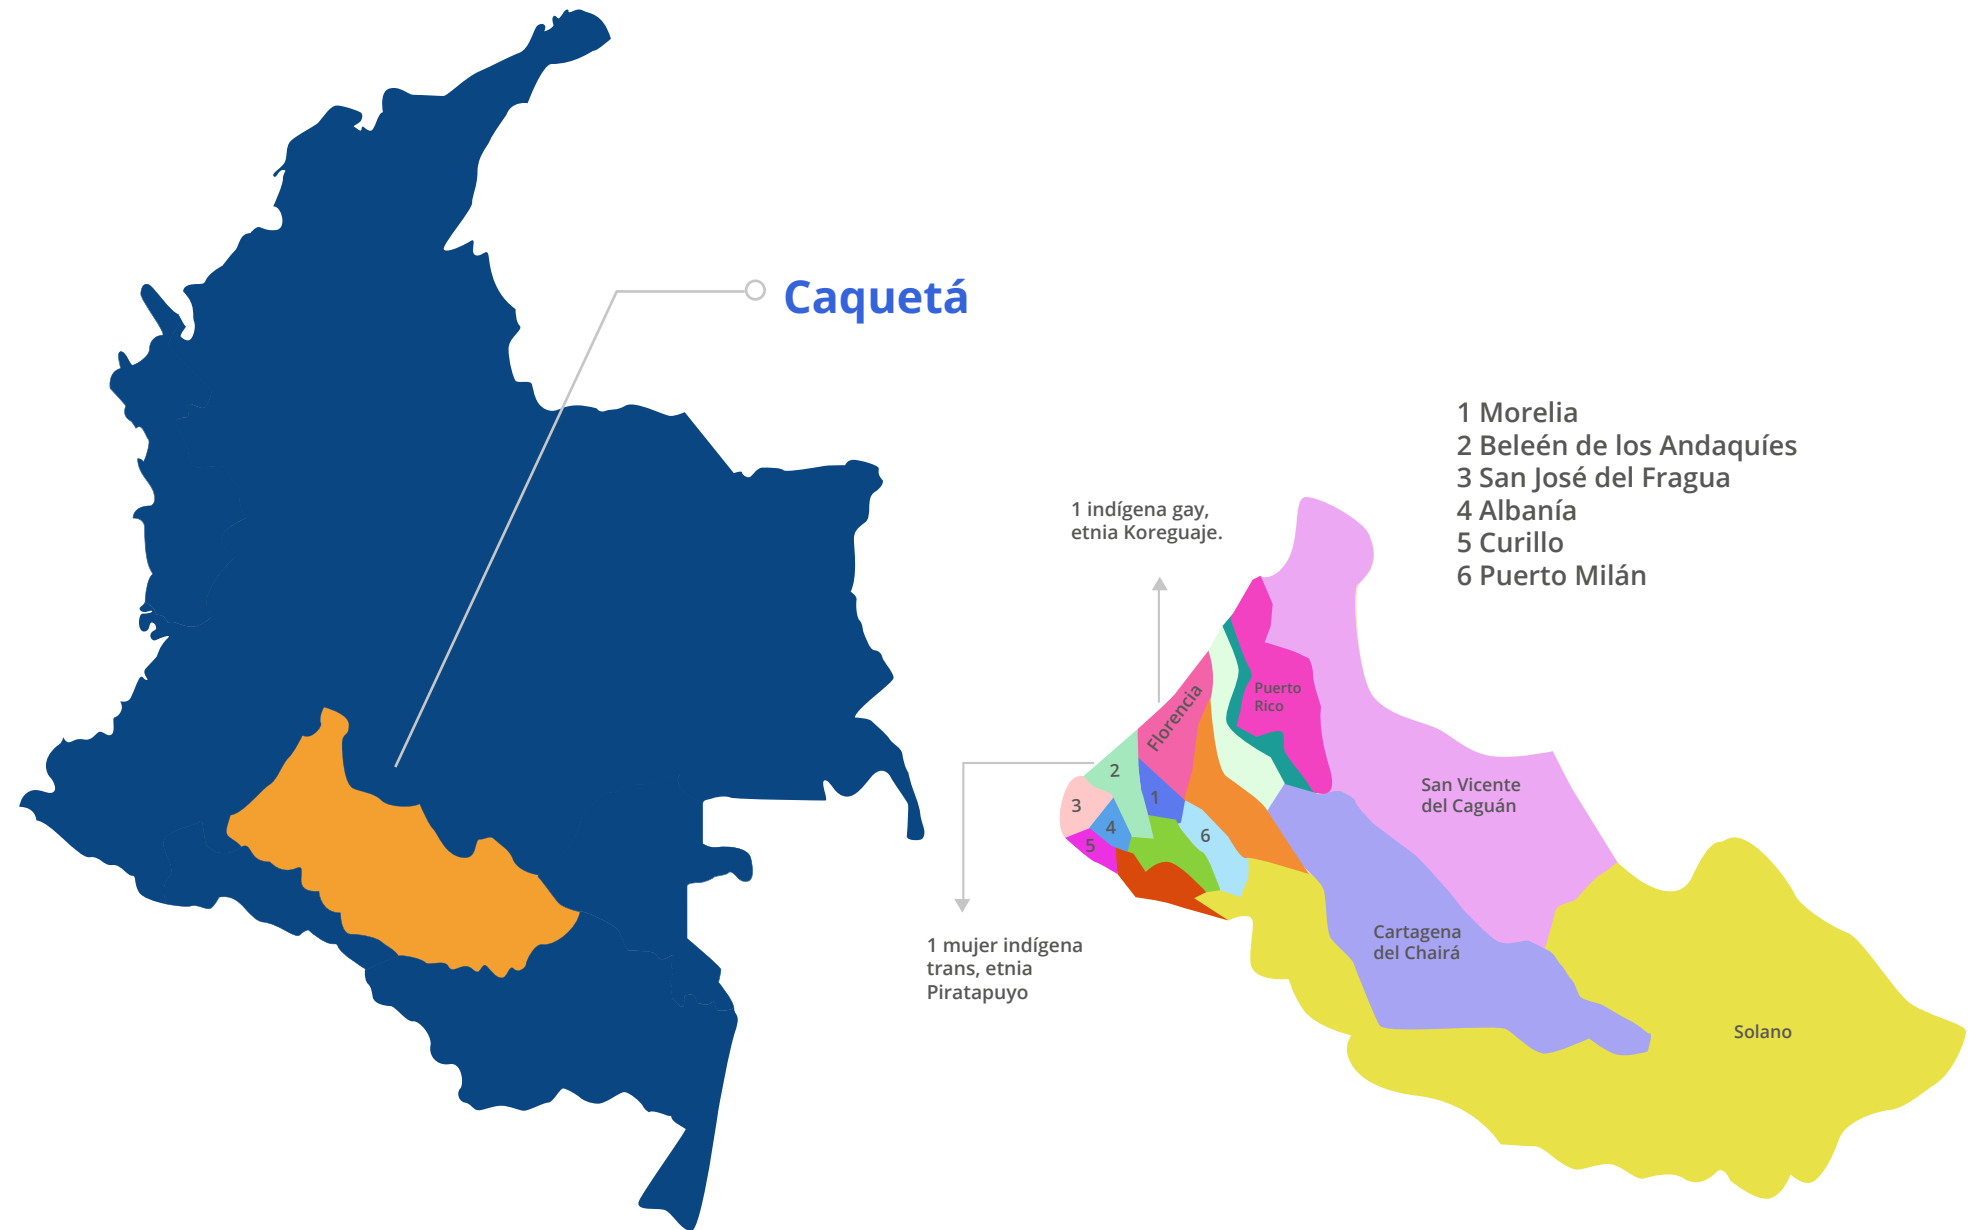 Caquetá
1 Morelia
2 Beleén de los Andaquíes
3 San José del Fragua
4 Albanía
5 Curillo
6 Puerto Milán
1 indígena gay,
etnia Koreguaje.
Puerto
Rico
Florencia
2
1
3
4
5
6
San Vicente
del Caguán
Cartagena
del Chairá
1 mujer indígena
trans, etnia
Piratapuyo
Solano